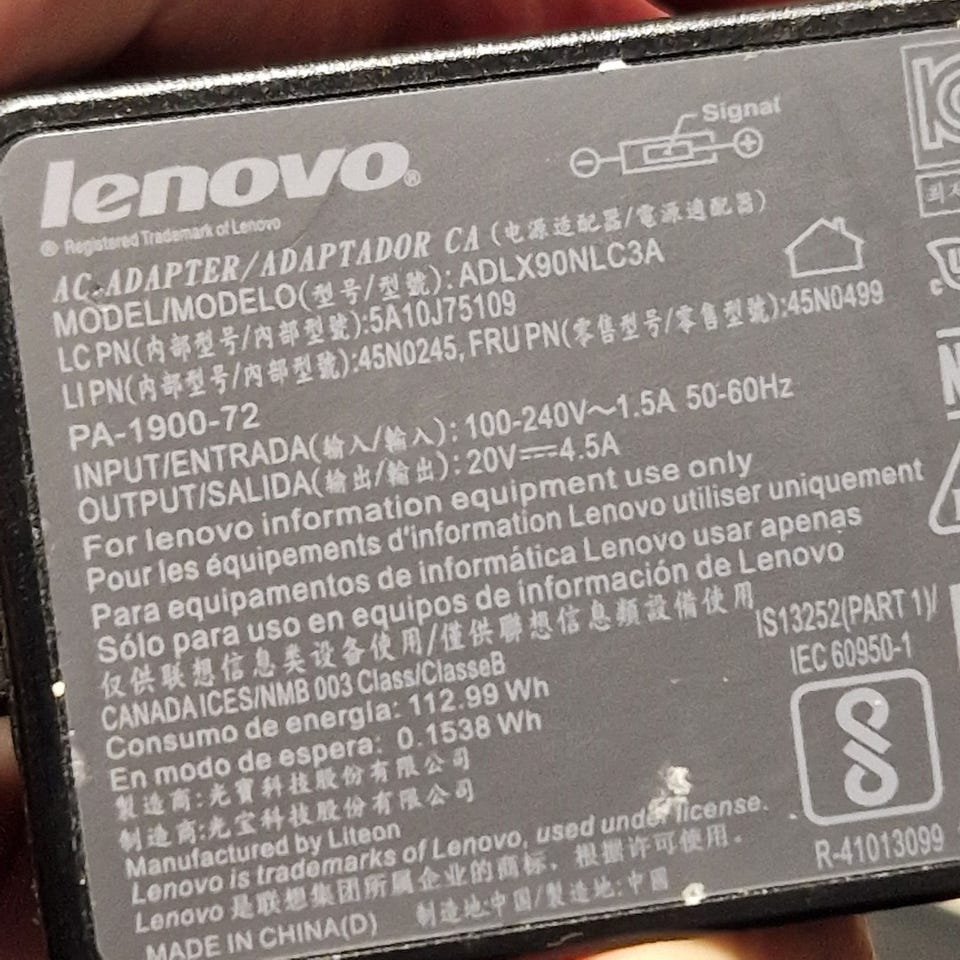 lenovo®
Signal
® Registered Trademark of Lenovo
AC-ADAPTER/ADAPTADOR CA (电源适配器/電源適配器)
MODEL/MODELO(型号/型號): ADLX90NLC3A
LC PN(内部型号/內部型號):5A10J75109
LI PN(内部型号/內部型號):45N0245, FRU PN(零售型号/零售型號):45N0499
PA-1900-72
INPUT/ENTRADA(输入/輸入): 100-240V～1.5A 50-60Hz
OUTPUT/SALIDA(输出/輸出): 20V⎓4.5A
For lenovo information equipment use only
Pour les équipements d'information Lenovo utiliser uniquement
Para equipamentos de informática Lenovo usar apenas
Sólo para uso en equipos de información de Lenovo
仅供联想信息类设备使用/僅供聯想信息類設備使用
CANADA ICES/NMB 003 Class/ClasseB
Consumo de energía: 112.99 Wh
En modo de espera: 0.1538 Wh
IS13252(PART 1)/
IEC 60950-1
製造商:光寶科技股份有限公司
制造商:光宝科技股份有限公司
Manufactured by Liteon
Lenovo is trademarks of Lenovo, used under license.
Lenovo 是联想集团所属企业的商标，根据许可使用.
R-41013099
MADE IN CHINA(D) 制造地:中国/製造地:中國